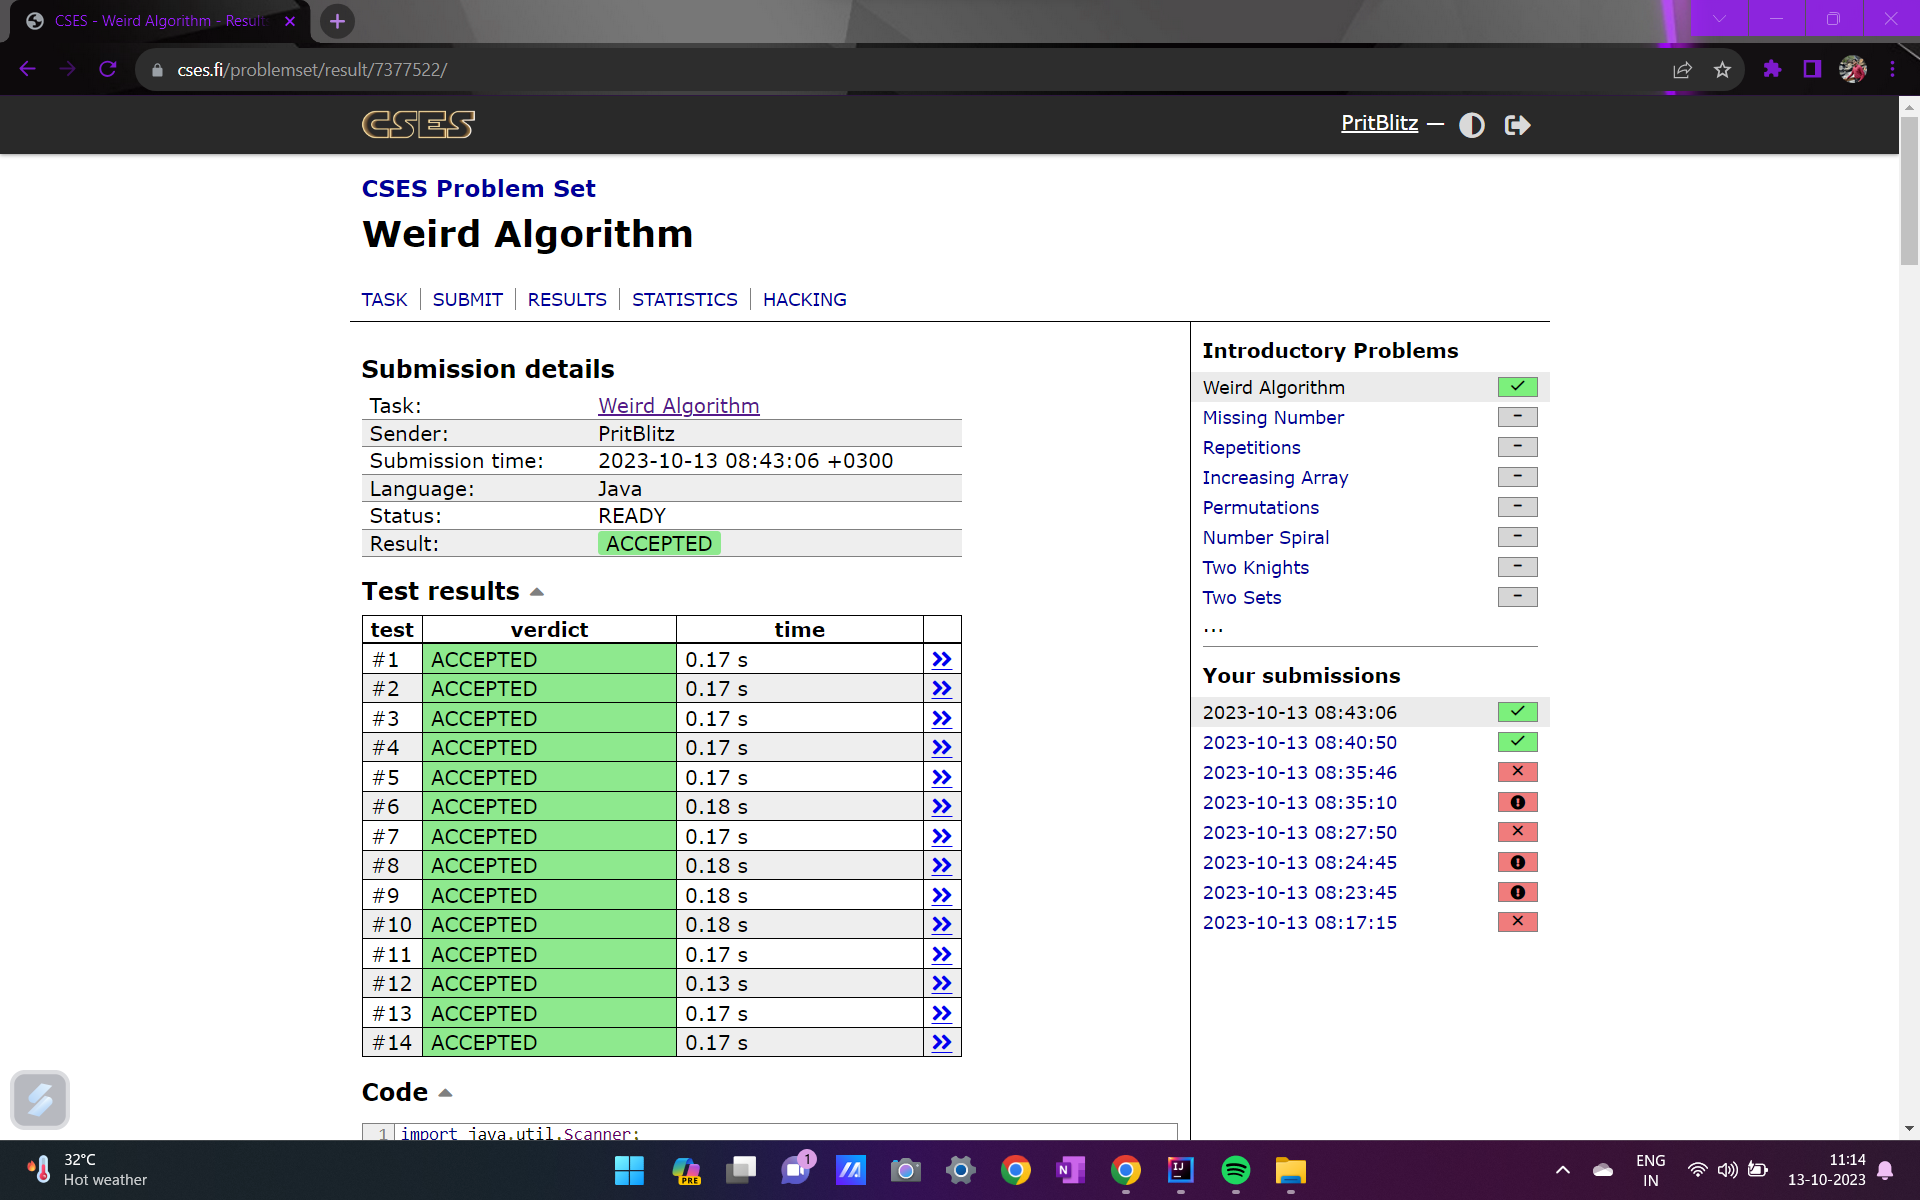 CSES - Weird Algorithm - Result
cses.fi/problemset/result/7377522/
CSES
PritBlitz —
CSES Problem Set
Weird Algorithm
TASK SUBMIT RESULTS STATISTICS HACKING
Submission details
Task: Weird Algorithm
Sender: PritBlitz
Submission time: 2023-10-13 08:43:06 +0300
Language: Java
Status: READY
Result: ACCEPTED
Test results
test verdict time
#1 ACCEPTED 0.17 s
#2 ACCEPTED 0.17 s
#3 ACCEPTED 0.17 s
#4 ACCEPTED 0.17 s
#5 ACCEPTED 0.17 s
#6 ACCEPTED 0.18 s
#7 ACCEPTED 0.17 s
#8 ACCEPTED 0.18 s
#9 ACCEPTED 0.18 s
#10 ACCEPTED 0.18 s
#11 ACCEPTED 0.17 s
#12 ACCEPTED 0.13 s
#13 ACCEPTED 0.17 s
#14 ACCEPTED 0.17 s
Code
1 import java.util.Scanner;
Introductory Problems
Weird Algorithm
Missing Number –
Repetitions –
Increasing Array –
Permutations –
Number Spiral –
Two Knights –
Two Sets –
...
Your submissions
2023-10-13 08:43:06
2023-10-13 08:40:50
2023-10-13 08:35:46
2023-10-13 08:35:10
2023-10-13 08:27:50
2023-10-13 08:24:45
2023-10-13 08:23:45
2023-10-13 08:17:15
32°C
Hot weather
PRE
1
N
IJ
ENG
IN
11:14
13-10-2023